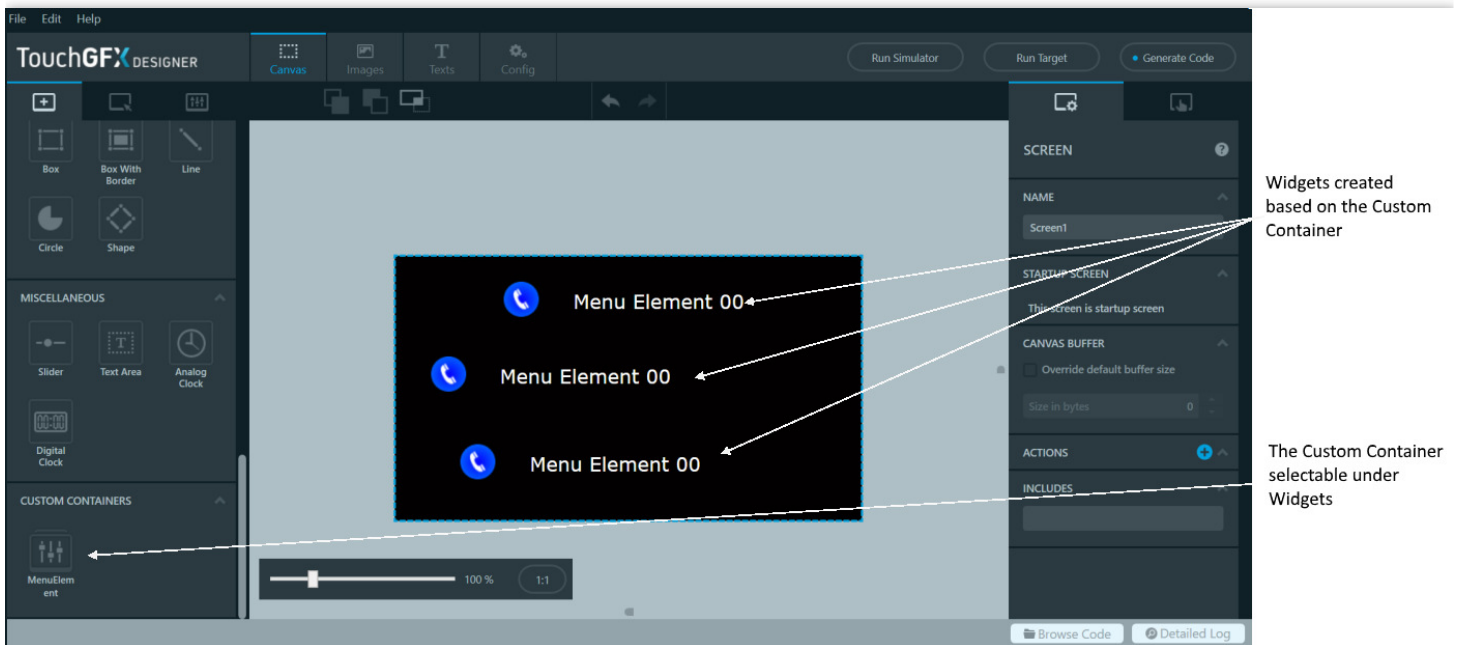 File Edit Help
TouchGFX DESIGNER
Canvas
Images
Texts
Config
Run Simulator
Run Target
Generate Code
Box
Box With
Border
Line
Circle
Shape
MISCELLANEOUS
Slider
Text Area
Analog
Clock
Digital
Clock
CUSTOM CONTAINERS
MenuElem
ent
Menu Element 00
Menu Element 00
Menu Element 00
100 %
1:1
SCREEN
NAME
Screen1
STARTUP SCREEN
This screen is startup screen
CANVAS BUFFER
Override default buffer size
Size in bytes 0
ACTIONS
INCLUDES
Browse Code
Detailed Log
Widgets created
based on the Custom
Container
The Custom Container
selectable under
Widgets